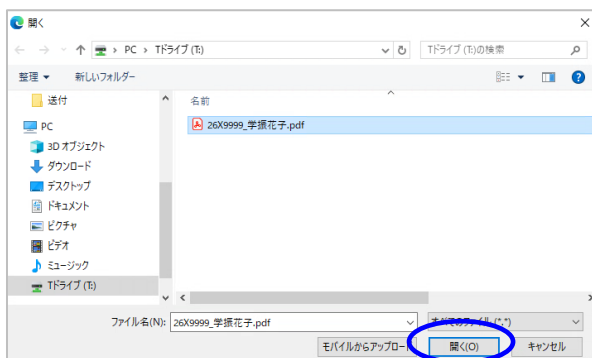 開く
PC › Tドライブ (T:)
Tドライブ (T:)の検索
整理 新しいフォルダー
送付
PC
3D オブジェクト
ダウンロード
デスクトップ
ドキュメント
ピクチャ
ビデオ
ミュージック
Tドライブ (T:)
名前
26X9999_学振花子.pdf
ファイル名(N): 26X9999_学振花子.pdf
すべてのファイル (*.*)
モバイルからアップロード
開く(O)
キャンセル